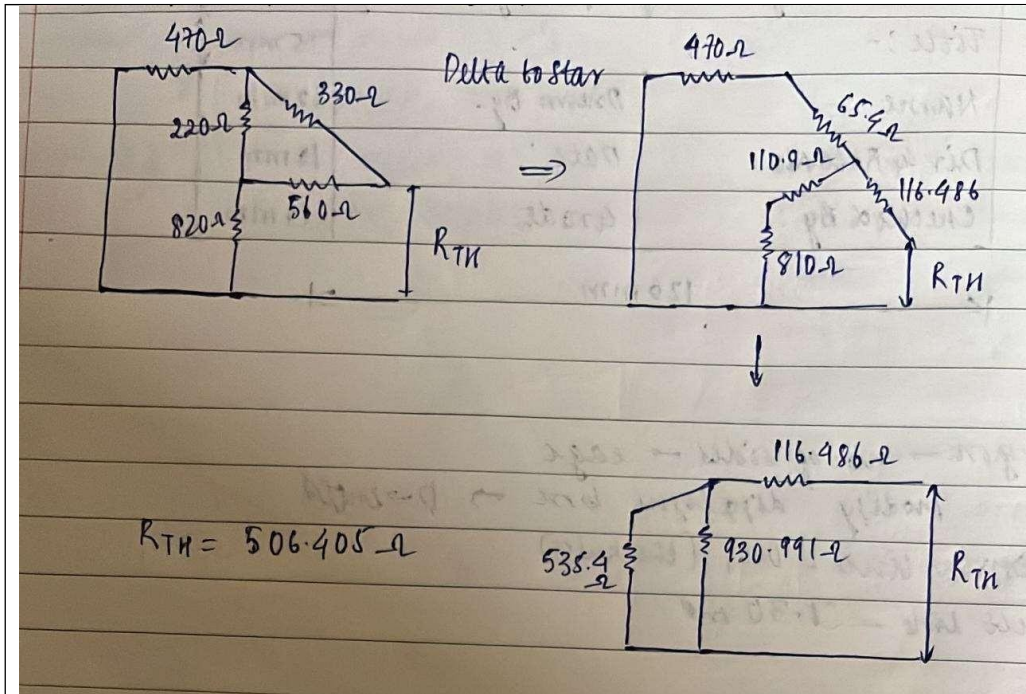 470Ω
330Ω
220Ω
560Ω
820Ω
RTH
Delta to star
⇒
470Ω
65.4Ω
110.9Ω
116.486
810Ω
RTH
116.486Ω
535.4Ω
930.991Ω
RTH
RTH = 506.405Ω